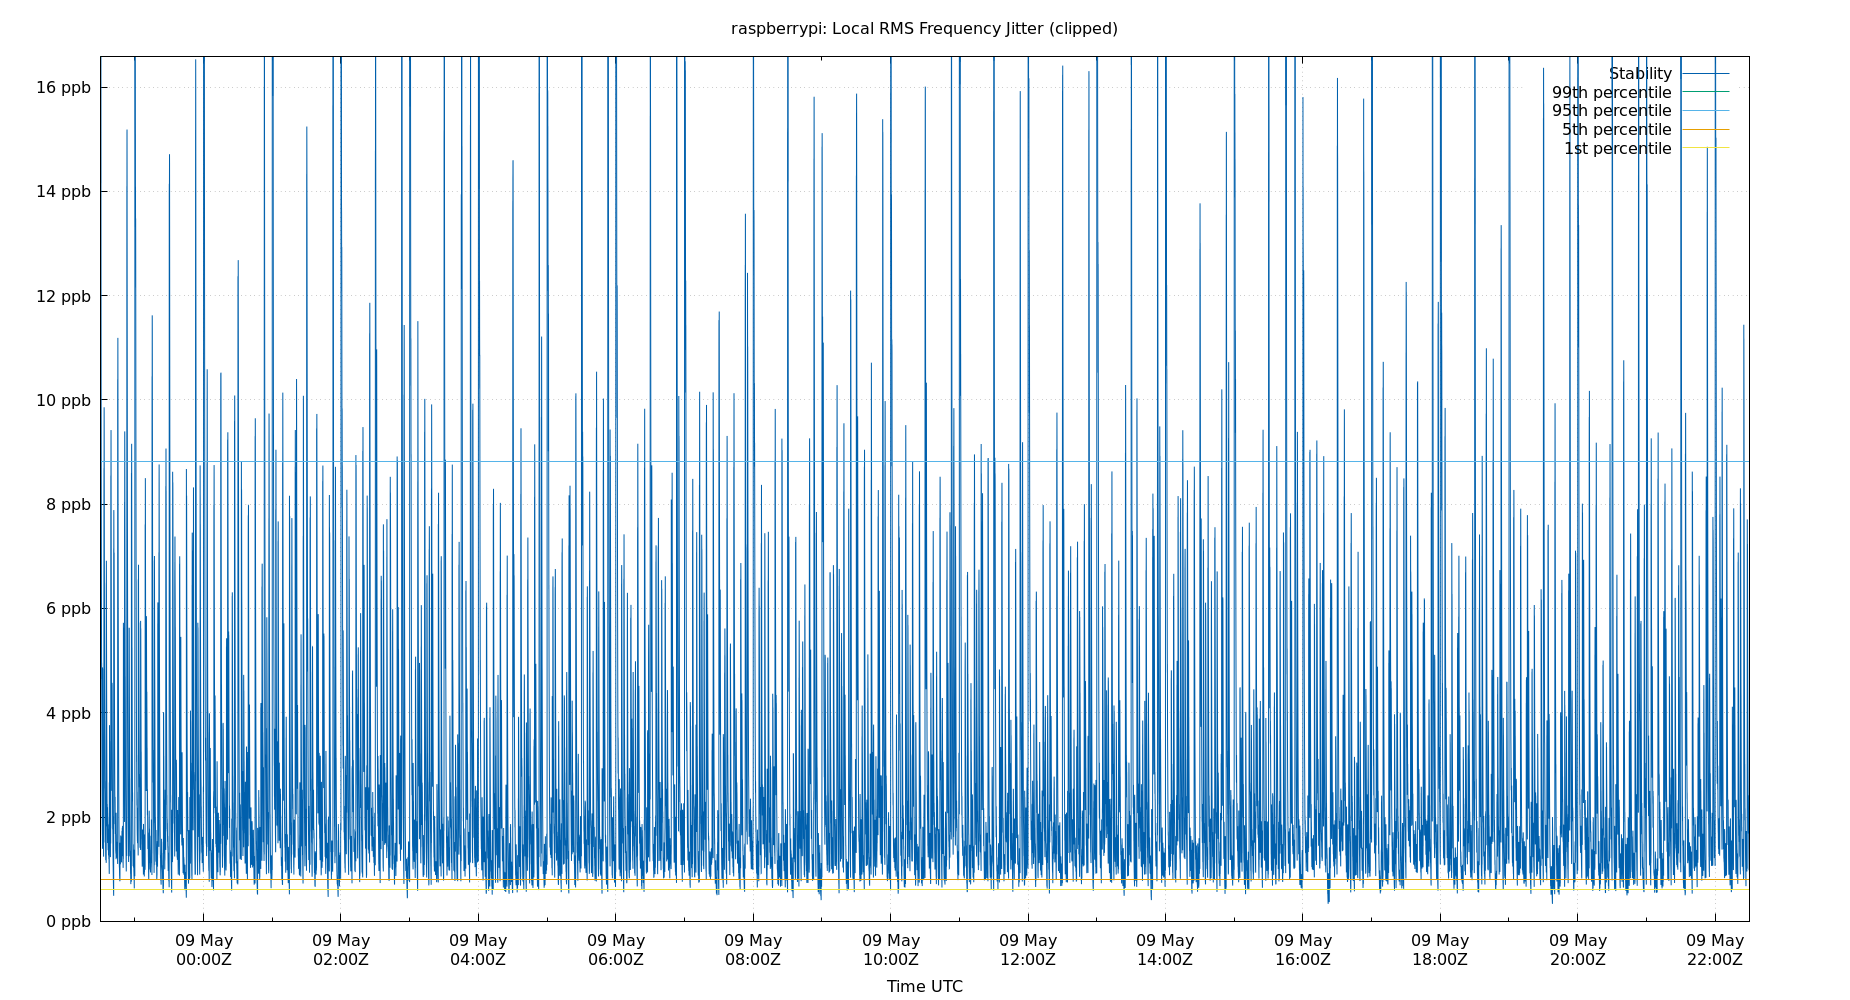 raspberrypi: Local RMS Frequency Jitter (clipped)
Stability
99th percentile
95th percentile
5th percentile
1st percentile
16 ppb
14 ppb
12 ppb
10 ppb
8 ppb
6 ppb
4 ppb
2 ppb
0 ppb
09 May 09 May 09 May 09 May 09 May 09 May 09 May 09 May 09 May 09 May 09 May 09 May
00:00Z 02:00Z 04:00Z 06:00Z 08:00Z 10:00Z 12:00Z 14:00Z 16:00Z 18:00Z 20:00Z 22:00Z
Time UTC